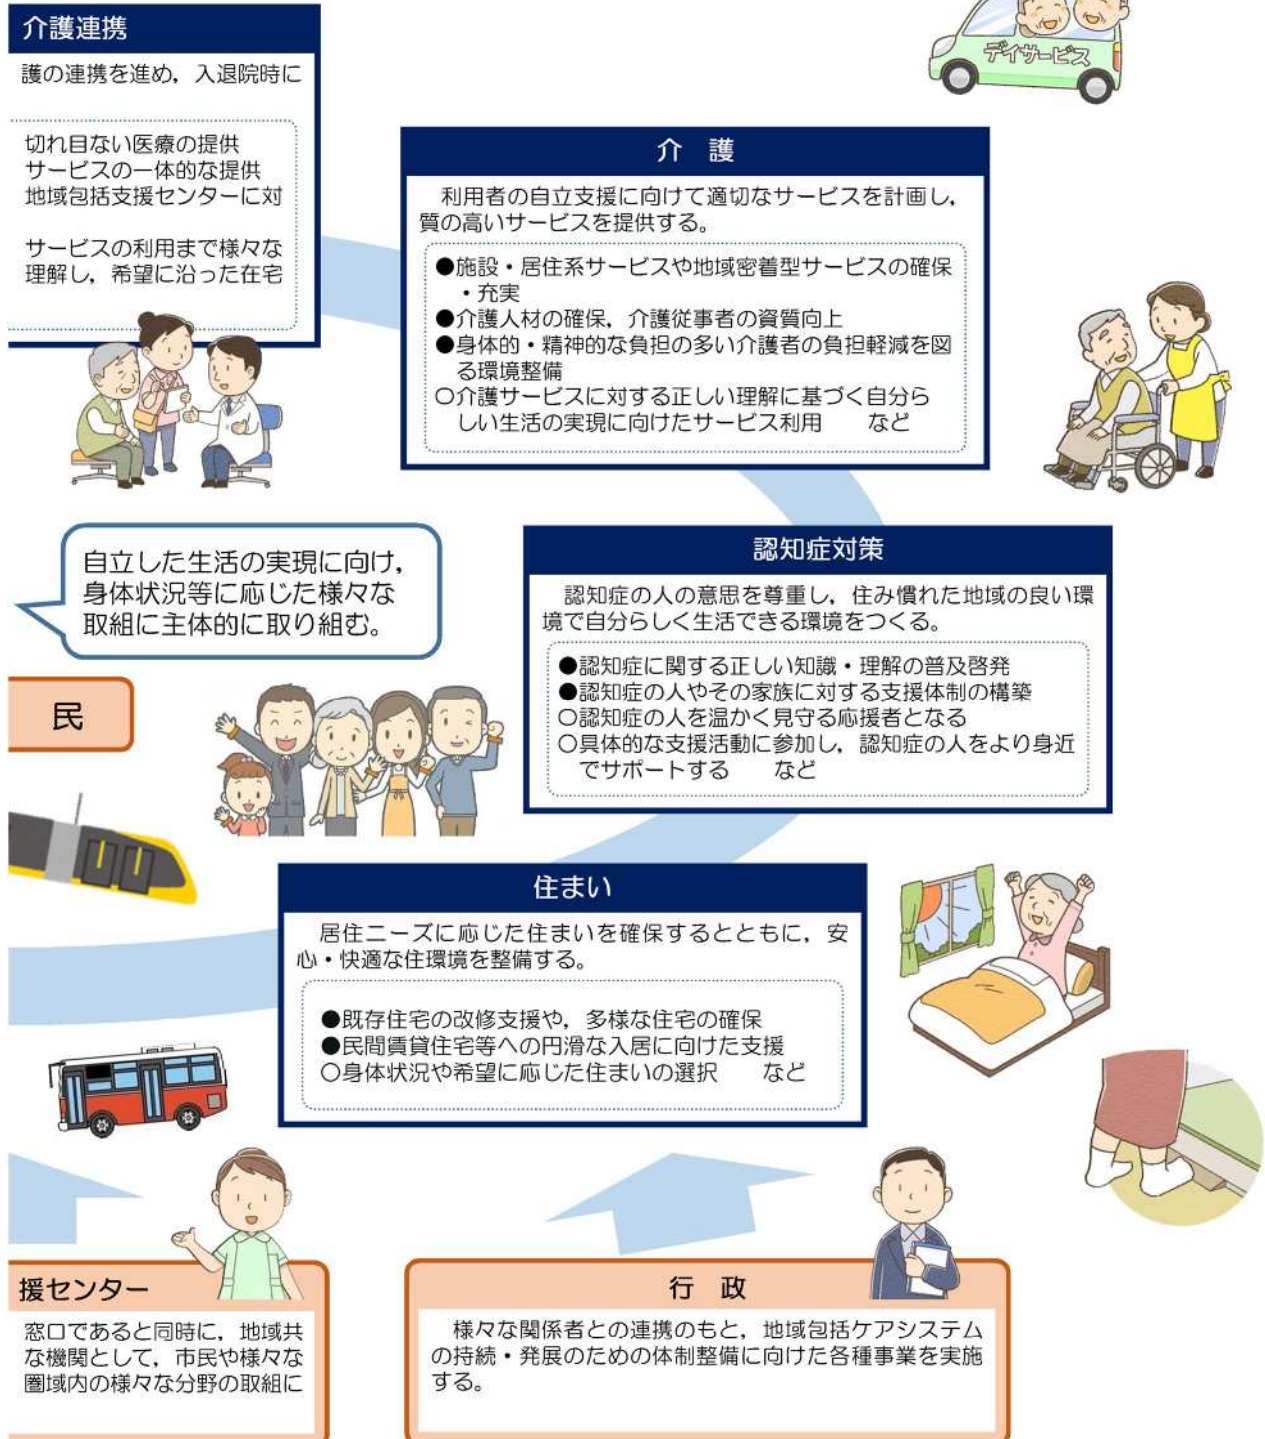 介護連携
護の連携を進め，入退院時に
切れ目ない医療の提供
サービスの一体的な提供
地域包括支援センターに対
サービスの利用まで様々な
理解し，希望に沿った在宅
デイサービス
介　護
利用者の自立支援に向けて適切なサービスを計画し，
質の高いサービスを提供する。
●施設・居住系サービスや地域密着型サービスの確保
・充実
●介護人材の確保，介護従事者の資質向上
●身体的・精神的な負担の多い介護者の負担軽減を図
る環境整備
○介護サービスに対する正しい理解に基づく自分ら
しい生活の実現に向けたサービス利用　　など
自立した生活の実現に向け，
身体状況等に応じた様々な
取組に主体的に取り組む。
民
認知症対策
認知症の人の意思を尊重し，住み慣れた地域の良い環
境で自分らしく生活できる環境をつくる。
●認知症に関する正しい知識・理解の普及啓発
●認知症の人やその家族に対する支援体制の構築
○認知症の人を温かく見守る応援者となる
○具体的な支援活動に参加し，認知症の人をより身近
でサポートする　　など
住まい
居住ニーズに応じた住まいを確保するとともに，安
心・快適な住環境を整備する。
●既存住宅の改修支援や，多様な住宅の確保
●民間賃貸住宅等への円滑な入居に向けた支援
○身体状況や希望に応じた住まいの選択　　など
援センター
窓口であると同時に，地域共
な機関として，市民や様々な
圏域内の様々な分野の取組に
行　政
様々な関係者との連携のもと，地域包括ケアシステム
の持続・発展のための体制整備に向けた各種事業を実施
する。